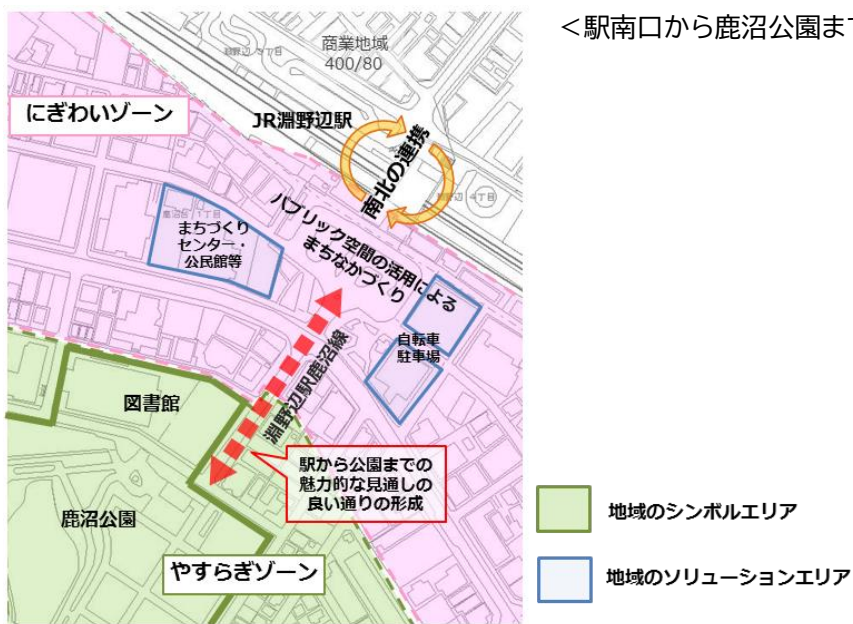 ＜駅南口から鹿沼公園まで
商業地域
400/80
にぎわいゾーン
JR淵野辺駅
南北の連携
鹿沼台1丁目
まちづくり
センター・
公民館等
パブリック空間の活用による
まちなかづくり
自転車
駐車場
図書館
淵野辺駅鹿沼線
駅から公園までの
魅力的な見通しの
良い通りの形成
鹿沼公園
やすらぎゾーン
地域のシンボルエリア
地域のソリューションエリア